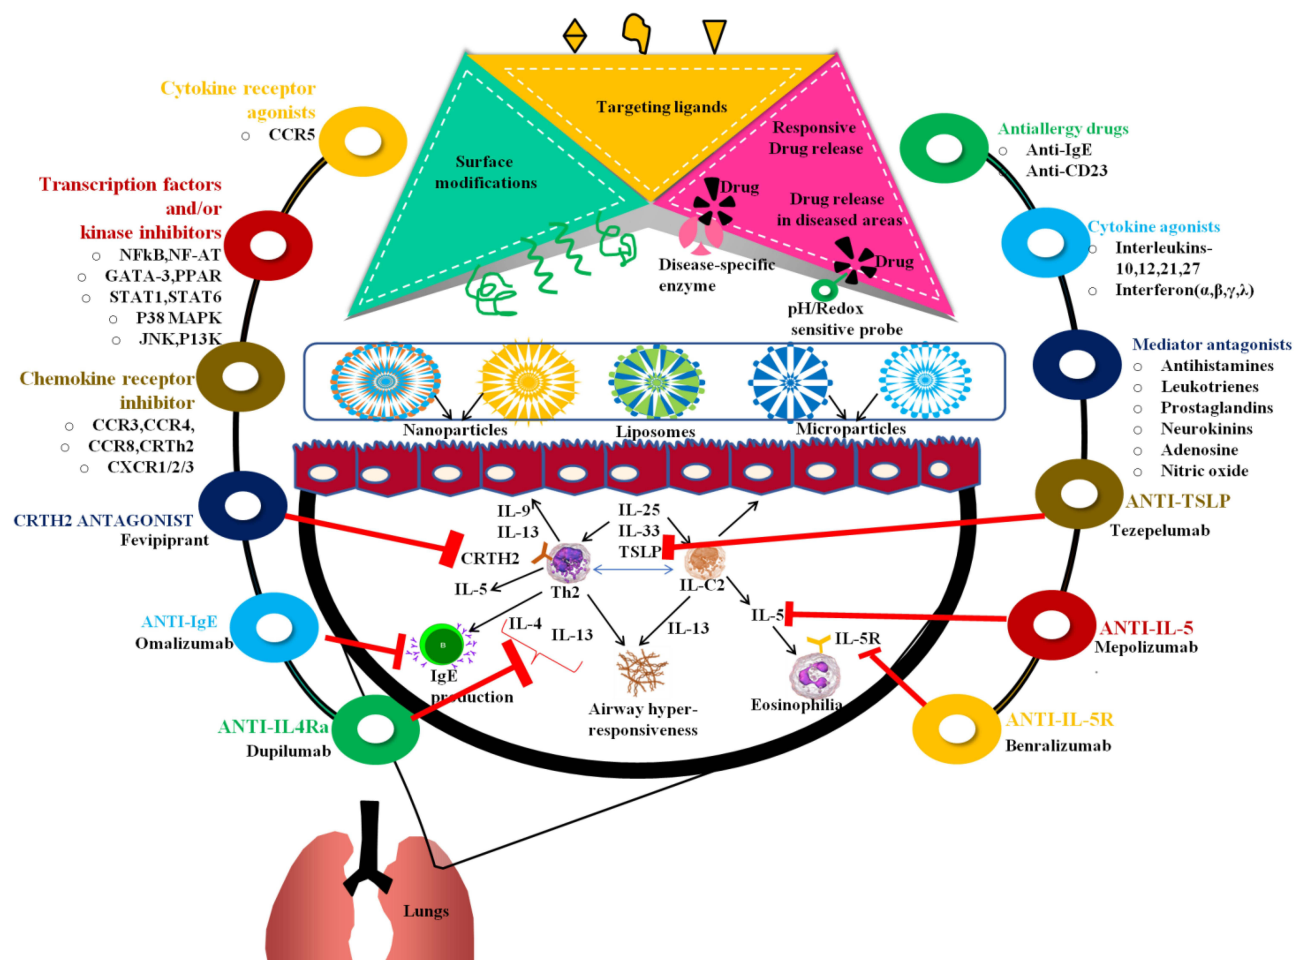 Targeting ligands
Surface
modifications
Responsive
Drug release
Drug release
in diseased areas
Drug
Drug
Disease-specific
enzyme
pH/Redox
sensitive probe
Cytokine receptor
agonists
CCR5
Transcription factors
and/or
kinase inhibitors
NFkB,NF-AT
GATA-3,PPAR
STAT1,STAT6
P38 MAPK
JNK,P13K
Chemokine receptor
inhibitor
CCR3,CCR4,
CCR8,CRTh2
CXCR1/2/3
CRTH2 ANTAGONIST
Fevipiprant
ANTI-IgE
Omalizumab
ANTI-IL4Ra
Dupilumab
Antiallergy drugs
Anti-IgE
Anti-CD23
Cytokine agonists
Interleukins-
10,12,21,27
Interferon(α,β,γ,λ)
Mediator antagonists
Antihistamines
Leukotrienes
Prostaglandins
Neurokinins
Adenosine
Nitric oxide
ANTI-TSLP
Tezepelumab
ANTI-IL-5
Mepolizumab
ANTI-IL-5R
Benralizumab
Nanoparticles
Liposomes
Microparticles
IL-9
IL-13
IL-25
IL-33
TSLP
CRTH2
IL-5
Th2
IL-C2
IL-4
IL-13
IL-13
IL-5
IL-5R
B
IgE
production
Airway hyper-
responsiveness
Eosinophilia
Lungs